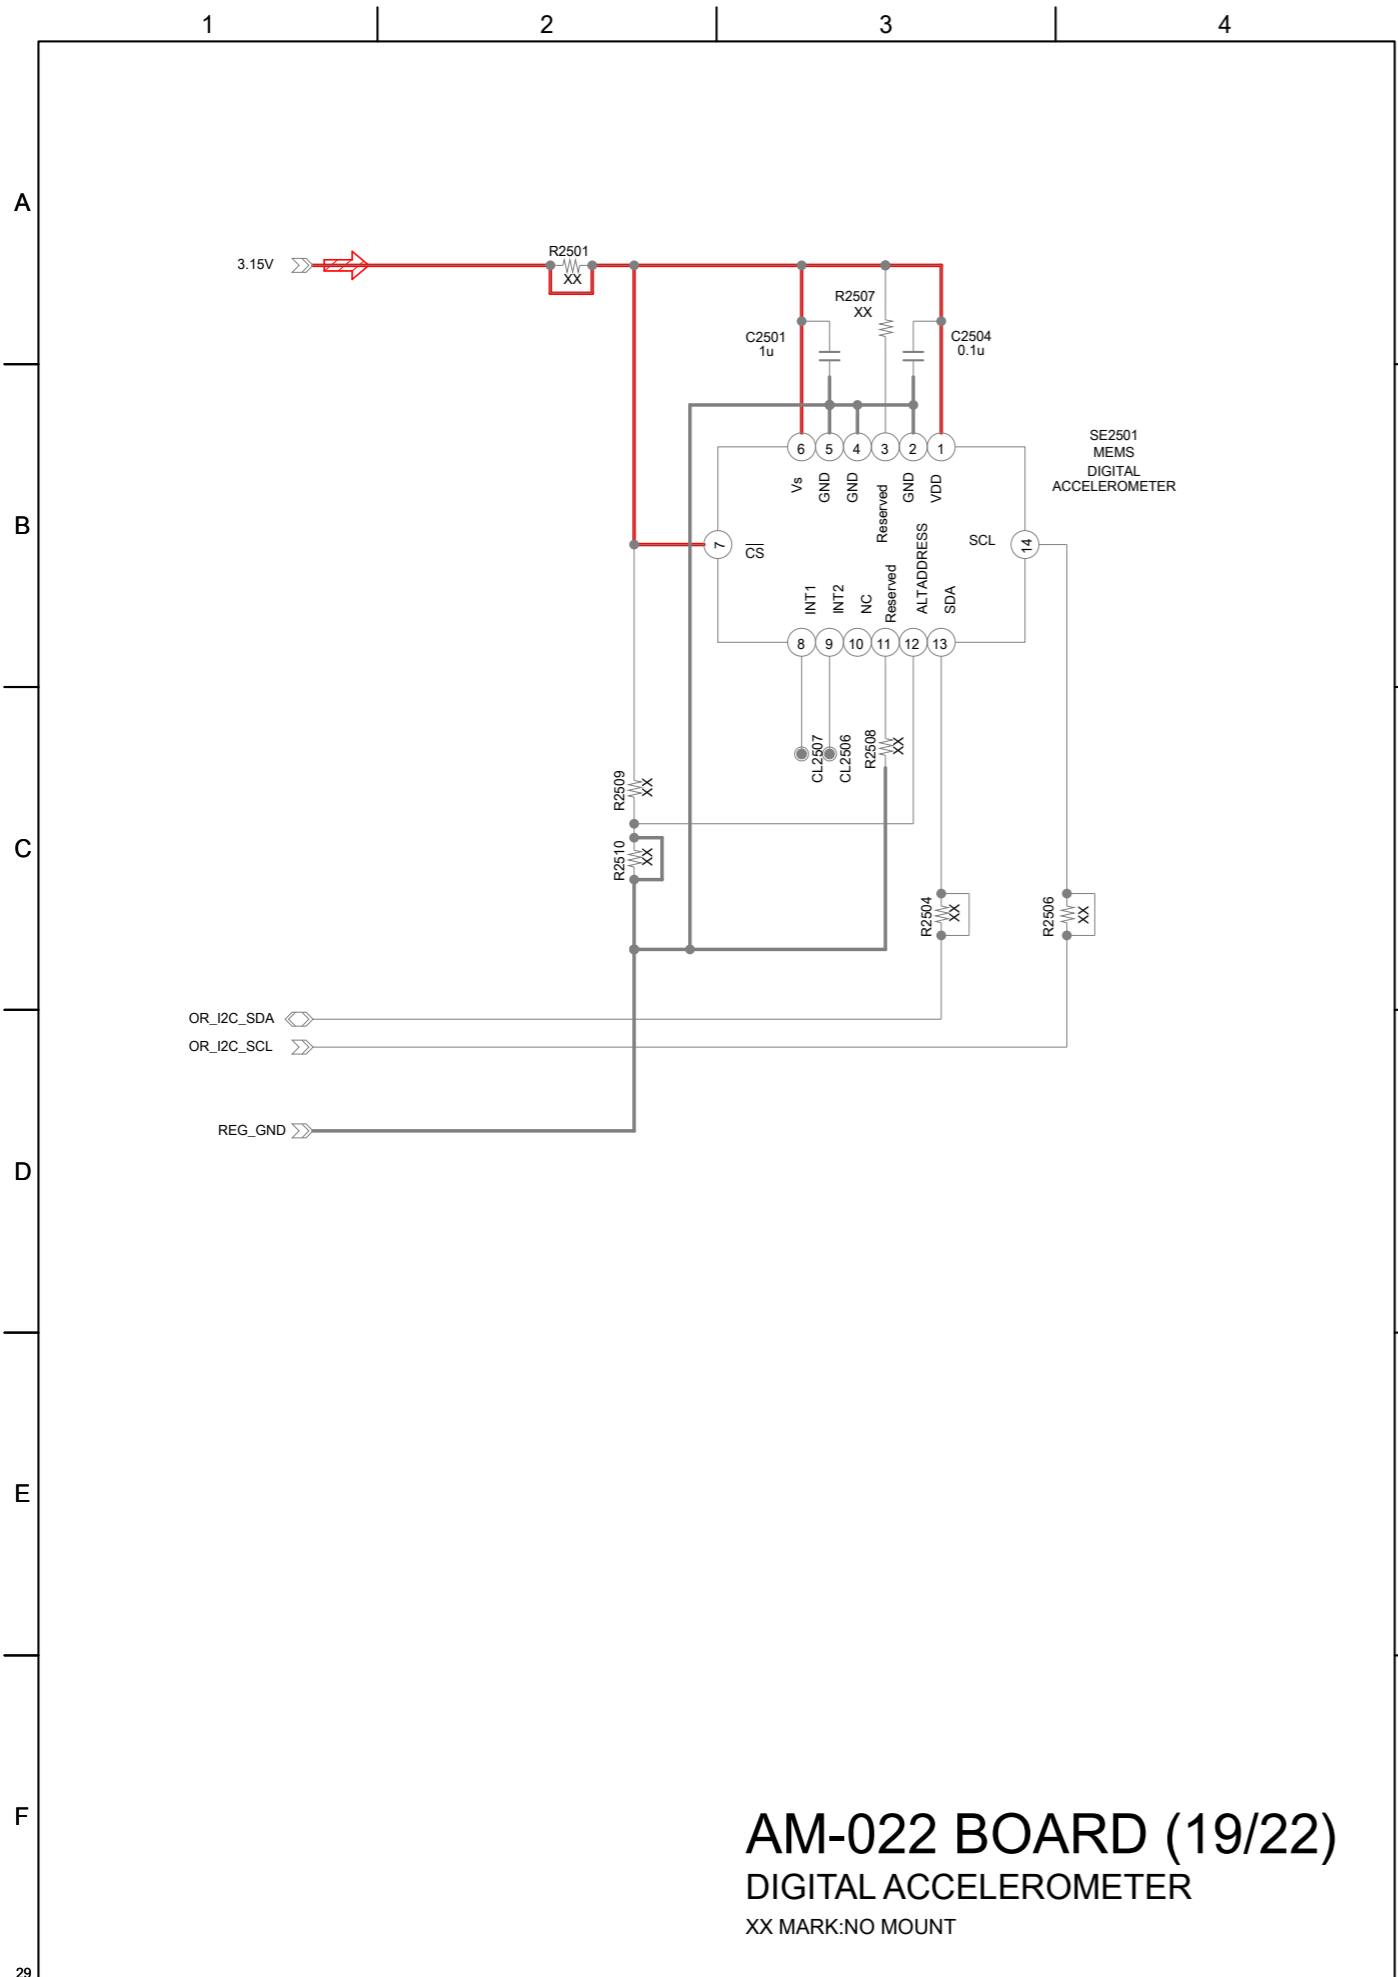 1 2 3 4
A
B
C
D
E
F
3.15V
R2501
XX
R2507
XX
C2501
1u
C2504
0.1u
6 5 4 3 2 1
Vs
GND
GND
Reserved
GND
VDD
SE2501
MEMS
DIGITAL
ACCELEROMETER
7
CS
SCL
14
INT1
INT2
NC
Reserved
ALTADDRESS
SDA
8 9 10 11 12 13
CL2507
CL2506
R2508
XX
R2509
XX
R2510
XX
R2504
XX
R2506
XX
OR_I2C_SDA
OR_I2C_SCL
REG_GND
AM-022 BOARD (19/22)
DIGITAL ACCELEROMETER
XX MARK:NO MOUNT
29